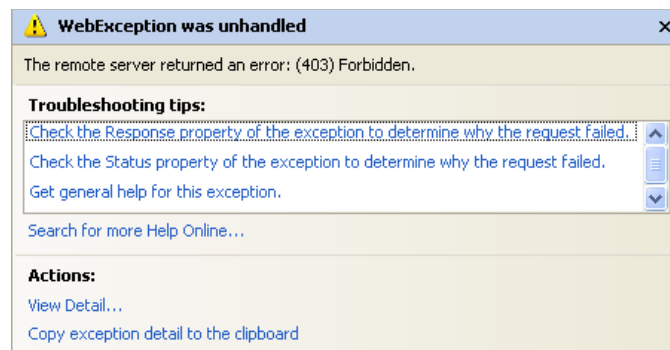 WebException was unhandled
The remote server returned an error: (403) Forbidden.
Troubleshooting tips:
Check the Response property of the exception to determine why the request failed.
Check the Status property of the exception to determine why the request failed.
Get general help for this exception.
Search for more Help Online...
Actions:
View Detail...
Copy exception detail to the clipboard